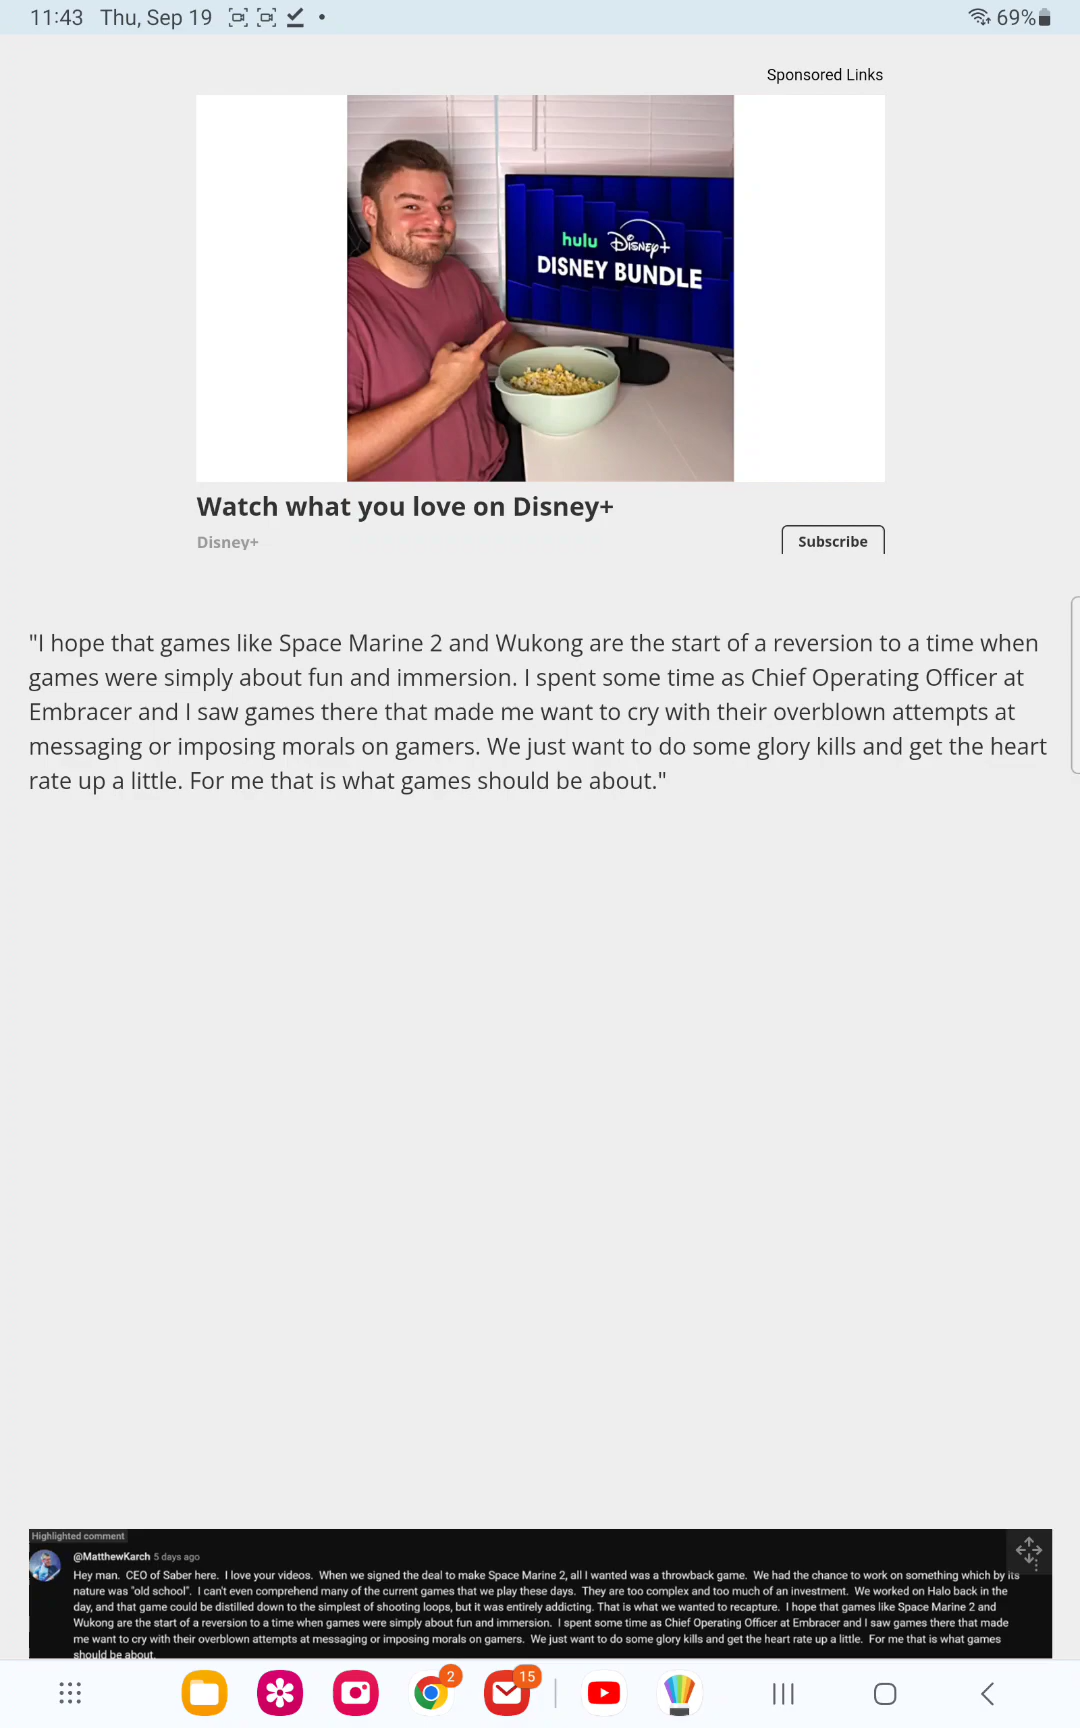 11:43 Thu, Sep 19
69%
Sponsored Links
hulu Disney+
DISNEY BUNDLE
Watch what you love on Disney+
Disney+
Subscribe
"I hope that games like Space Marine 2 and Wukong are the start of a reversion to a time when
games were simply about fun and immersion. I spent some time as Chief Operating Officer at
Embracer and I saw games there that made me want to cry with their overblown attempts at
messaging or imposing morals on gamers. We just want to do some glory kills and get the heart
rate up a little. For me that is what games should be about."
Highlighted comment
@MatthewKarch 5 days ago
Hey man. CEO of Saber here. I love your videos. When we signed the deal to make Space Marine 2, all I wanted was a throwback game. We had the chance to work on something which by its
nature was "old school". I can't even comprehend many of the current games that we play these days. They are too complex and too much of an investment. We worked on Halo back in the
day, and that game could be distilled down to the simplest of shooting loops, but it was entirely addicting. That is what we wanted to recapture. I hope that games like Space Marine 2 and
Wukong are the start of a reversion to a time when games were simply about fun and immersion. I spent some time as Chief Operating Officer at Embracer and I saw games there that made
me want to cry with their overblown attempts at messaging or imposing morals on gamers. We just want to do some glory kills and get the heart rate up a little. For me that is what games
should be about.
2
15